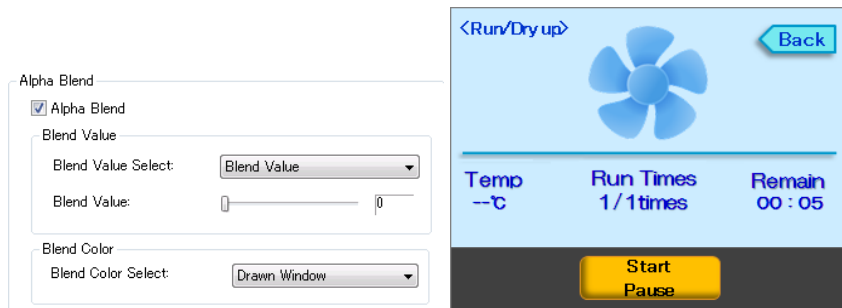 Alpha Blend
Alpha Blend
Blend Value
Blend Value Select:
Blend Value
Blend Value:
0
Blend Color
Blend Color Select:
Drawn Window
<Run/Dry up>
Back
Temp
--℃
Run Times
1/1times
Remain
00:05
Start
Pause